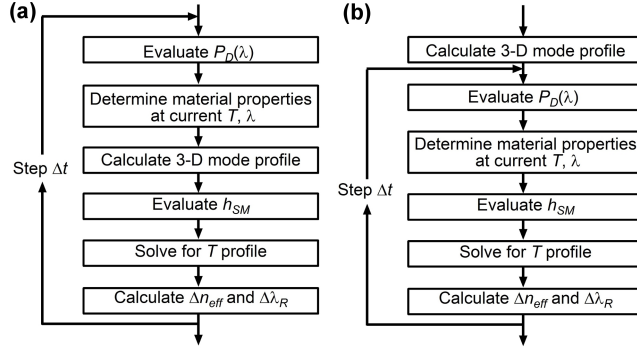 (a)
Evaluate P_D(λ)
Determine material properties
at current T, λ
Calculate 3-D mode profile
Step Δt
Evaluate h_SM
Solve for T profile
Calculate Δn_eff and Δλ_R
(b)
Calculate 3-D mode profile
Evaluate P_D(λ)
Determine material properties
at current T, λ
Step Δt
Evaluate h_SM
Solve for T profile
Calculate Δn_eff and Δλ_R